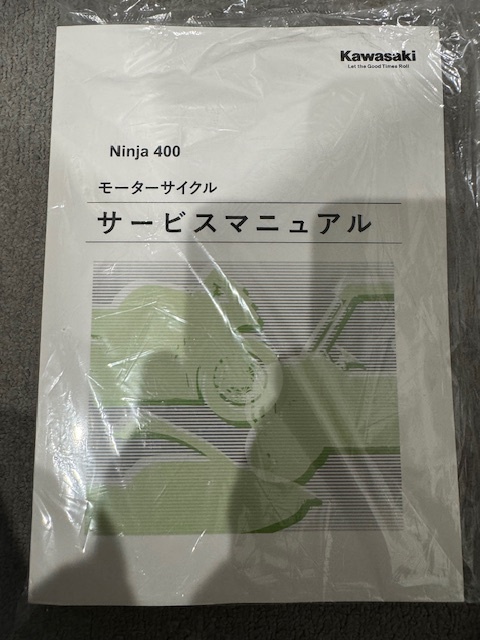 Kawasaki
Let the Good Times Roll
Ninja 400
モーターサイクル
サービスマニュアル